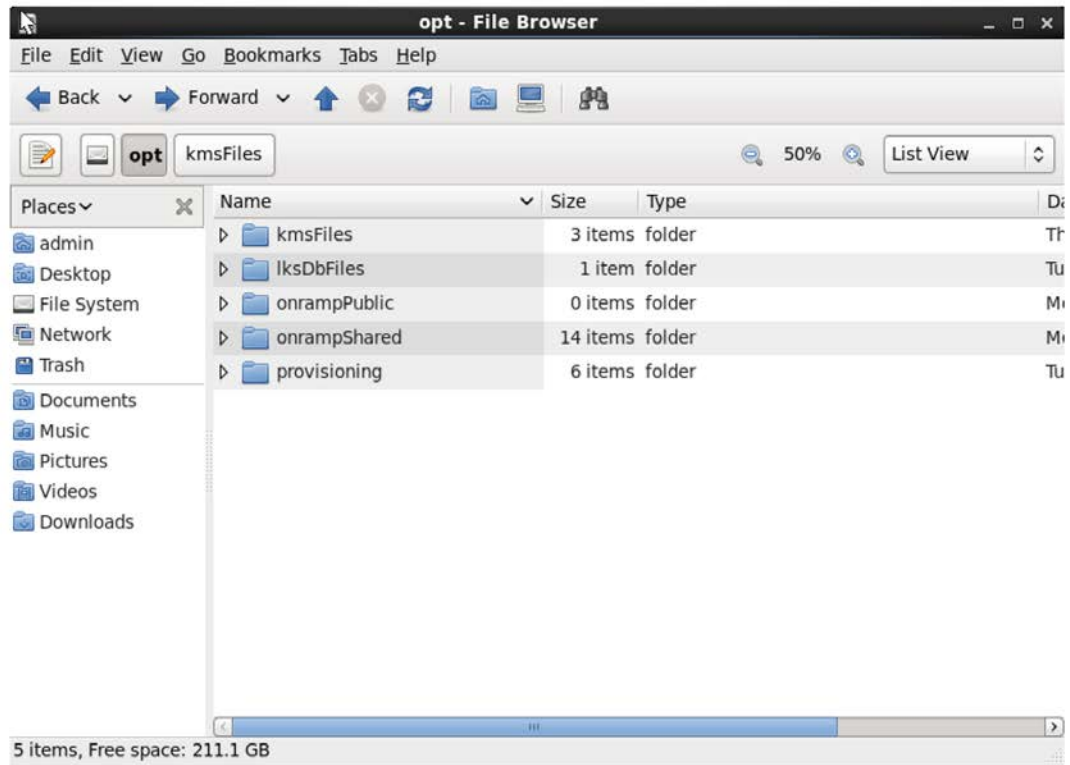 opt - File Browser
File Edit View Go Bookmarks Tabs Help
Back Forward
opt kmsFiles 50% List View
Places Name Size Type
admin kmsFiles 3 items folder
Desktop lksDbFiles 1 item folder
File System onrampPublic 0 items folder
Network onrampShared 14 items folder
Trash provisioning 6 items folder
Documents
Music
Pictures
Videos
Downloads
5 items, Free space: 211.1 GB